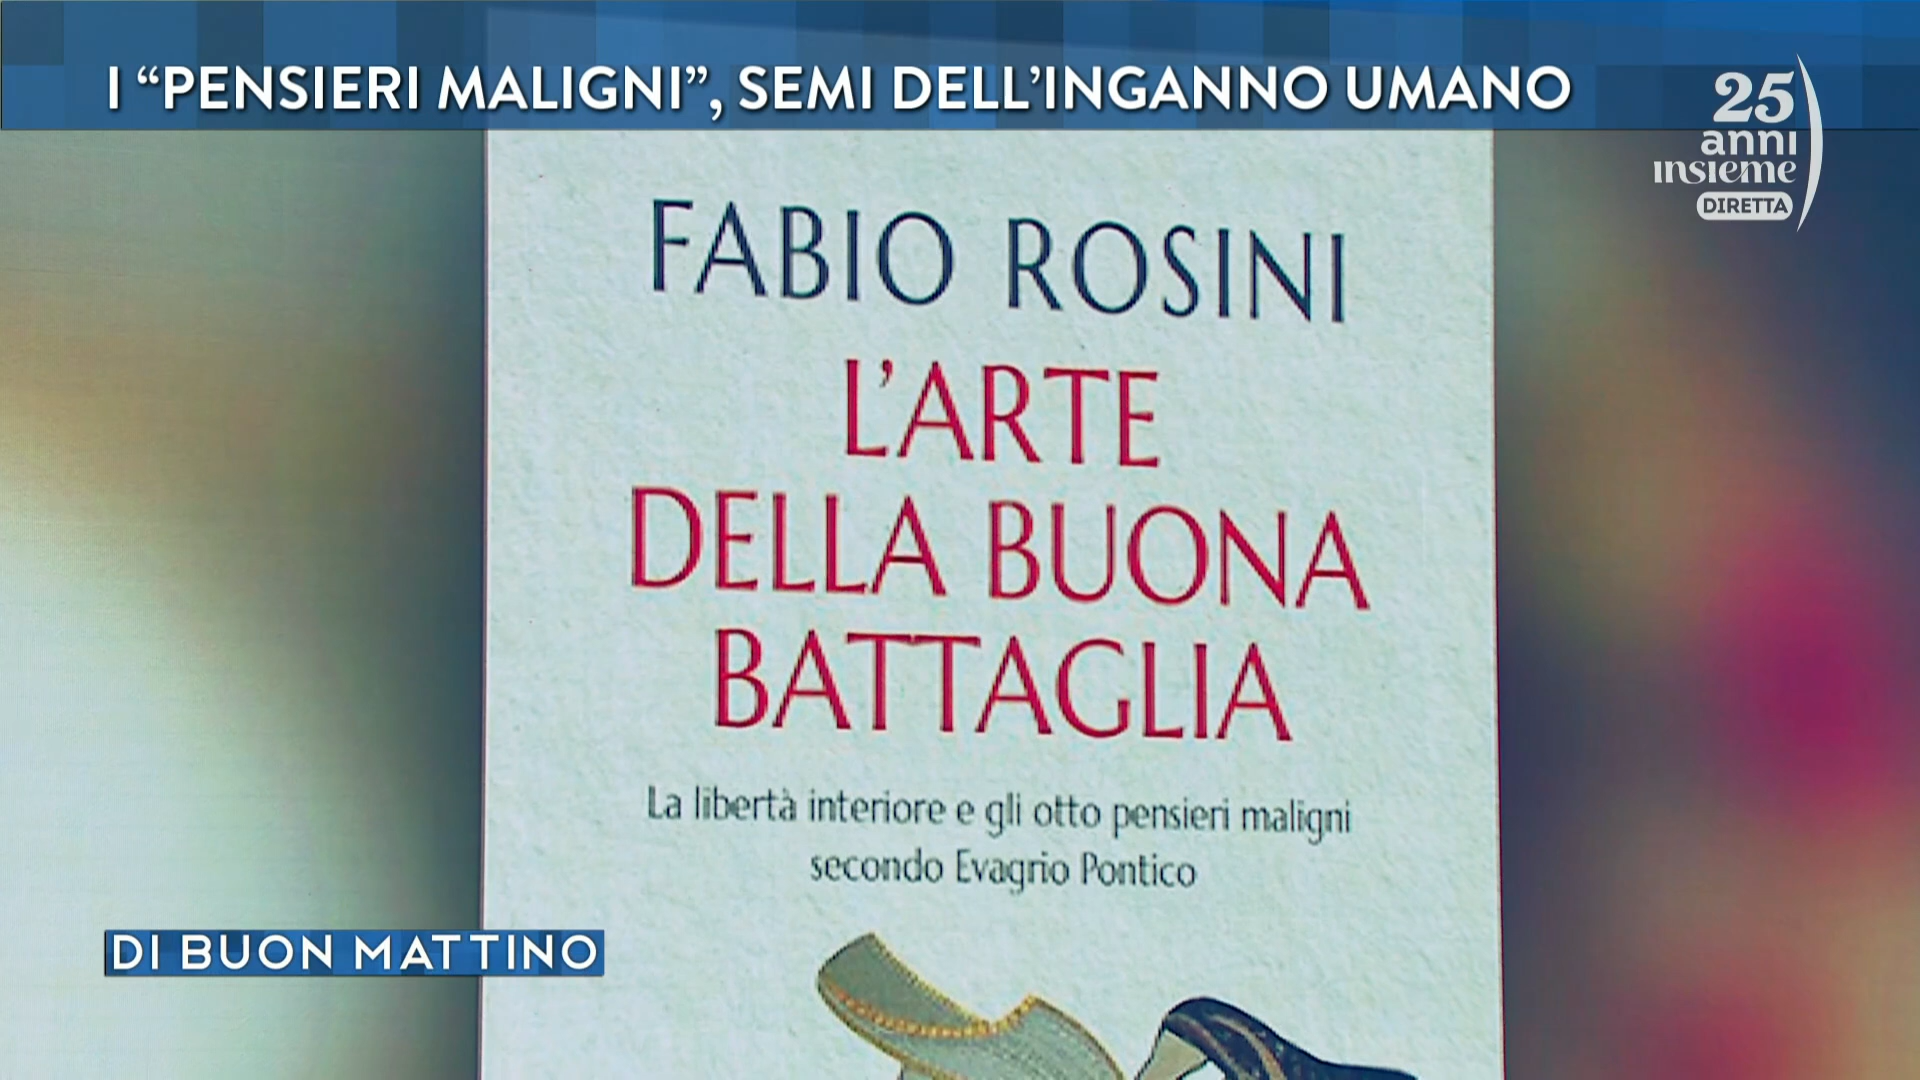 I “PENSIERI MALIGNI”, SEMI DELL’INGANNO UMANO
25
anni
insieme
DIRETTA
FABIO ROSINI
L’ARTE
DELLA BUONA
BATTAGLIA
La libertà interiore e gli otto pensieri maligni
secondo Evagrio Pontico
DI BUON MATTINO